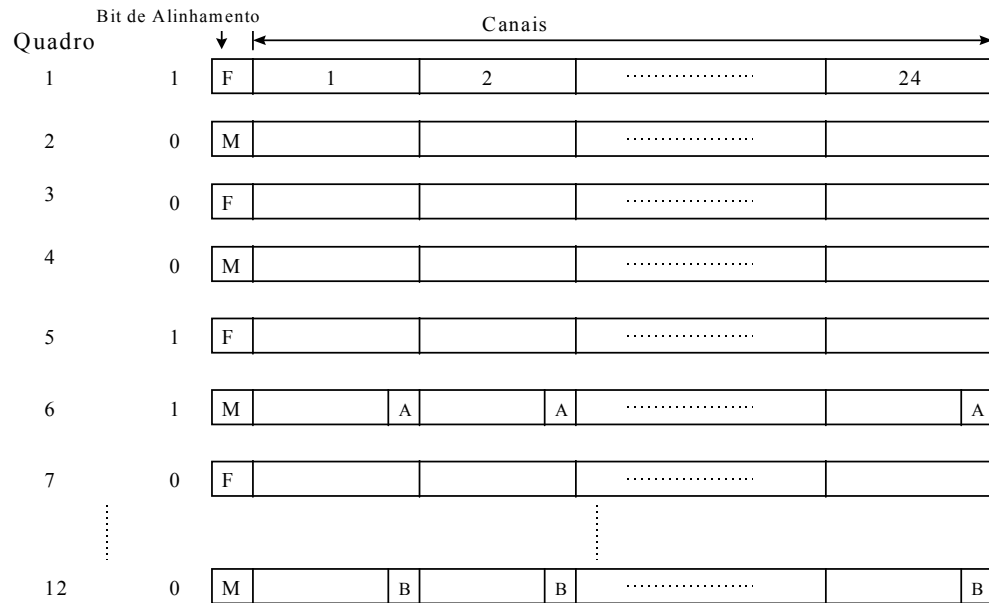 Bit de Alinhamento
Quadro Canais
1 1 F 1 2 24
2 0 M
3 0 F
4 0 M
5 1 F
6 1 M A A A
7 0 F
12 0 M B B B